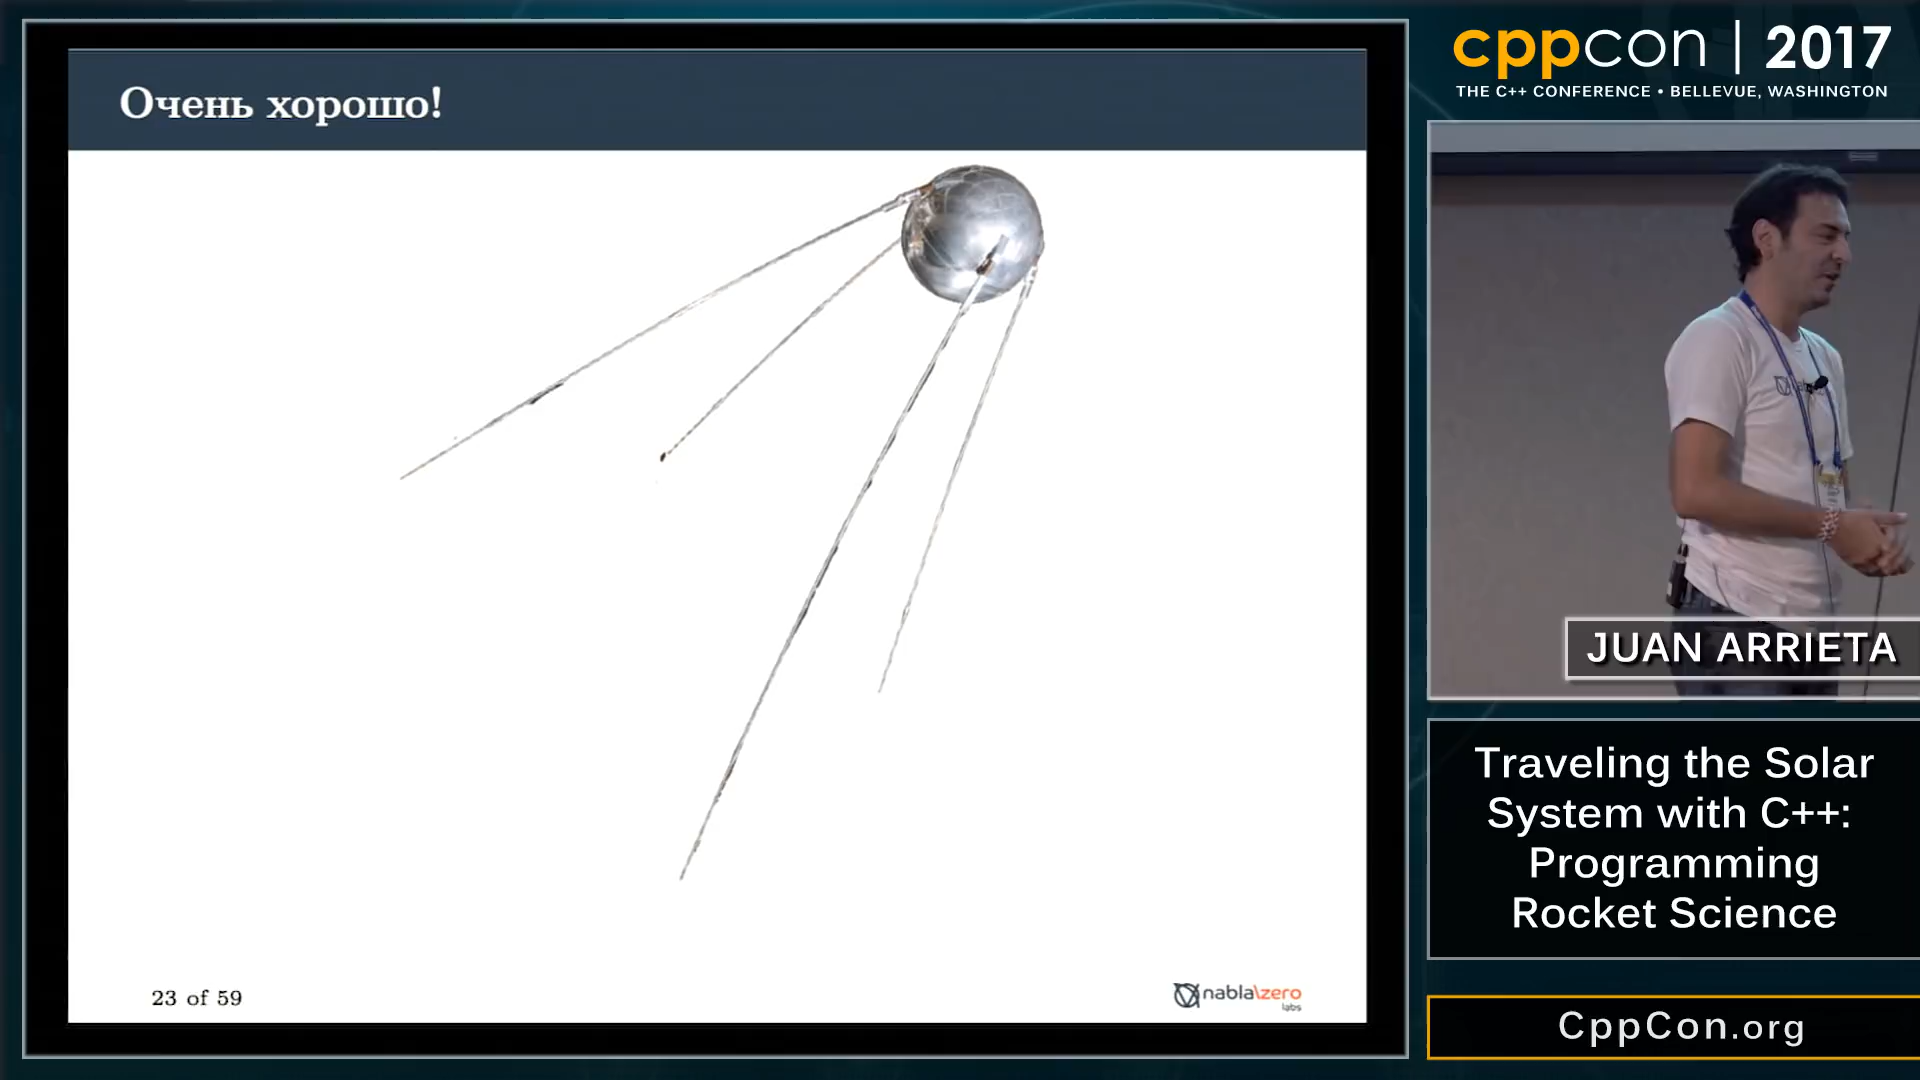 Очень хорошо!
23 of 59
nabla\zero
labs
cppcon | 2017
THE C++ CONFERENCE • BELLEVUE, WASHINGTON
JUAN ARRIETA
Traveling the Solar
System with C++:
Programming
Rocket Science
CppCon.org